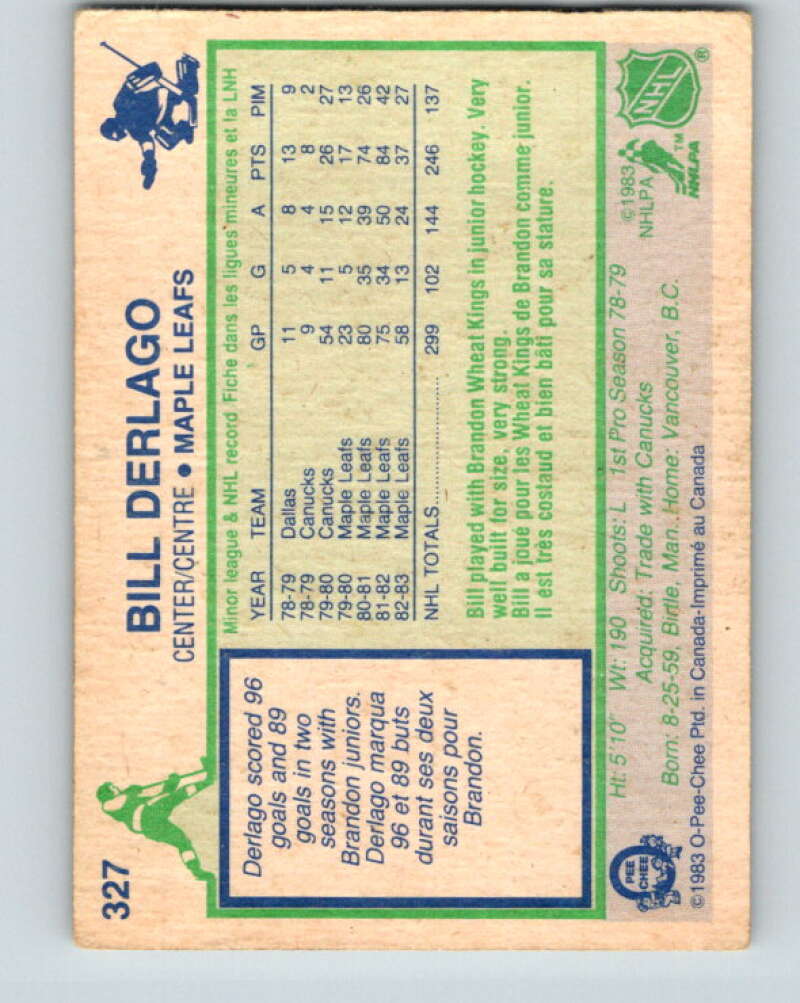 327
BILL DERLAGO
CENTER/CENTRE • MAPLE LEAFS
Derlago scored 96
goals and 89
goals in two
seasons with
Brandon juniors.
Derlago marqua
96 et 89 buts
durant ses deux
saisons pour
Brandon.
Minor league & NHL record Fiche dans les ligues mineures et la LNH
YEAR TEAM GP G A PTS PIM
78-79 Dallas 11 5 8 13 9
78-79 Canucks 9 4 4 8 2
79-80 Canucks 54 11 15 26 27
79-80 Maple Leafs 23 5 12 17 13
80-81 Maple Leafs 80 35 39 74 26
81-82 Maple Leafs 75 34 50 84 42
82-83 Maple Leafs 58 13 24 37 27
NHL TOTALS.................. 299 102 144 246 137
Bill played with Brandon Wheat Kings in junior hockey. Very
well built for size, very strong.
Bill a joué pour les Wheat Kings de Brandon comme junior.
Il est très costaud et bien bâti pour sa stature.
Ht: 5'10" Wt: 190 Shoots: L 1st Pro Season 78-79
Acquired: Trade with Canucks
Born: 8-25-59, Birtle, Man. Home: Vancouver, B.C.
©1983 O-Pee-Chee Ptd. in Canada-Imprimé au Canada
O
PEE
CHEE
©1983
NHLPA
NHL ®
NHLPA ™